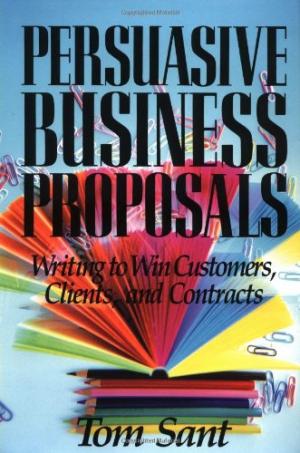 PERSUASIVE
BUSINESS
PROPOSALS
Writing to Win Customers,
Clients, and Contracts
Tom Sant